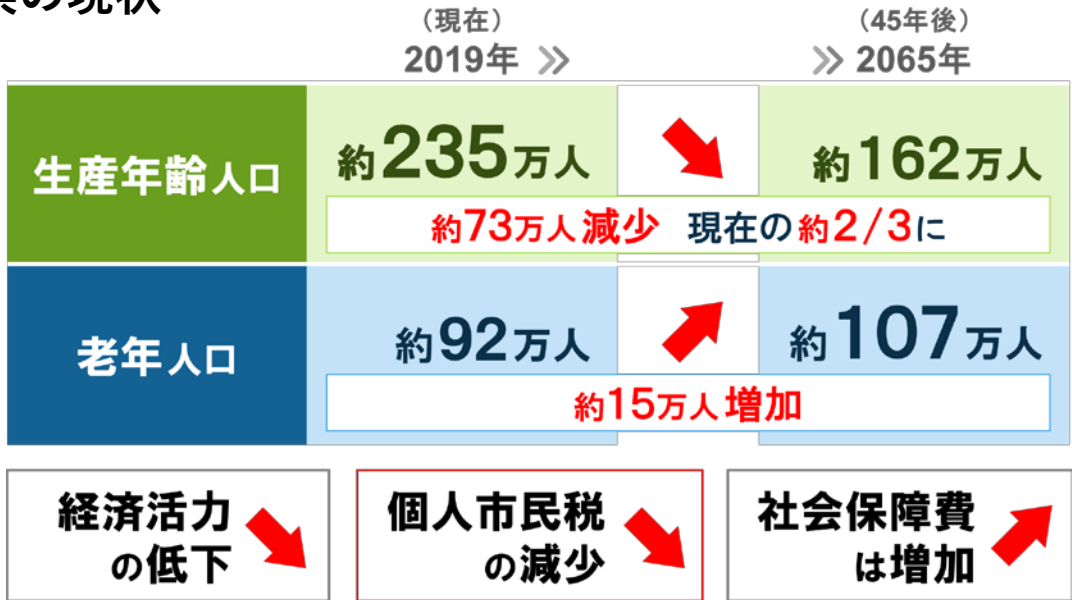 の現状
（現在）
2019年 ≫
（45年後）
≫ 2065年
生産年齢人口
約235万人
約162万人
約73万人減少 現在の約2/3に
老年人口
約92万人
約107万人
約15万人増加
経済活力
の低下
個人市民税
の減少
社会保障費
は増加